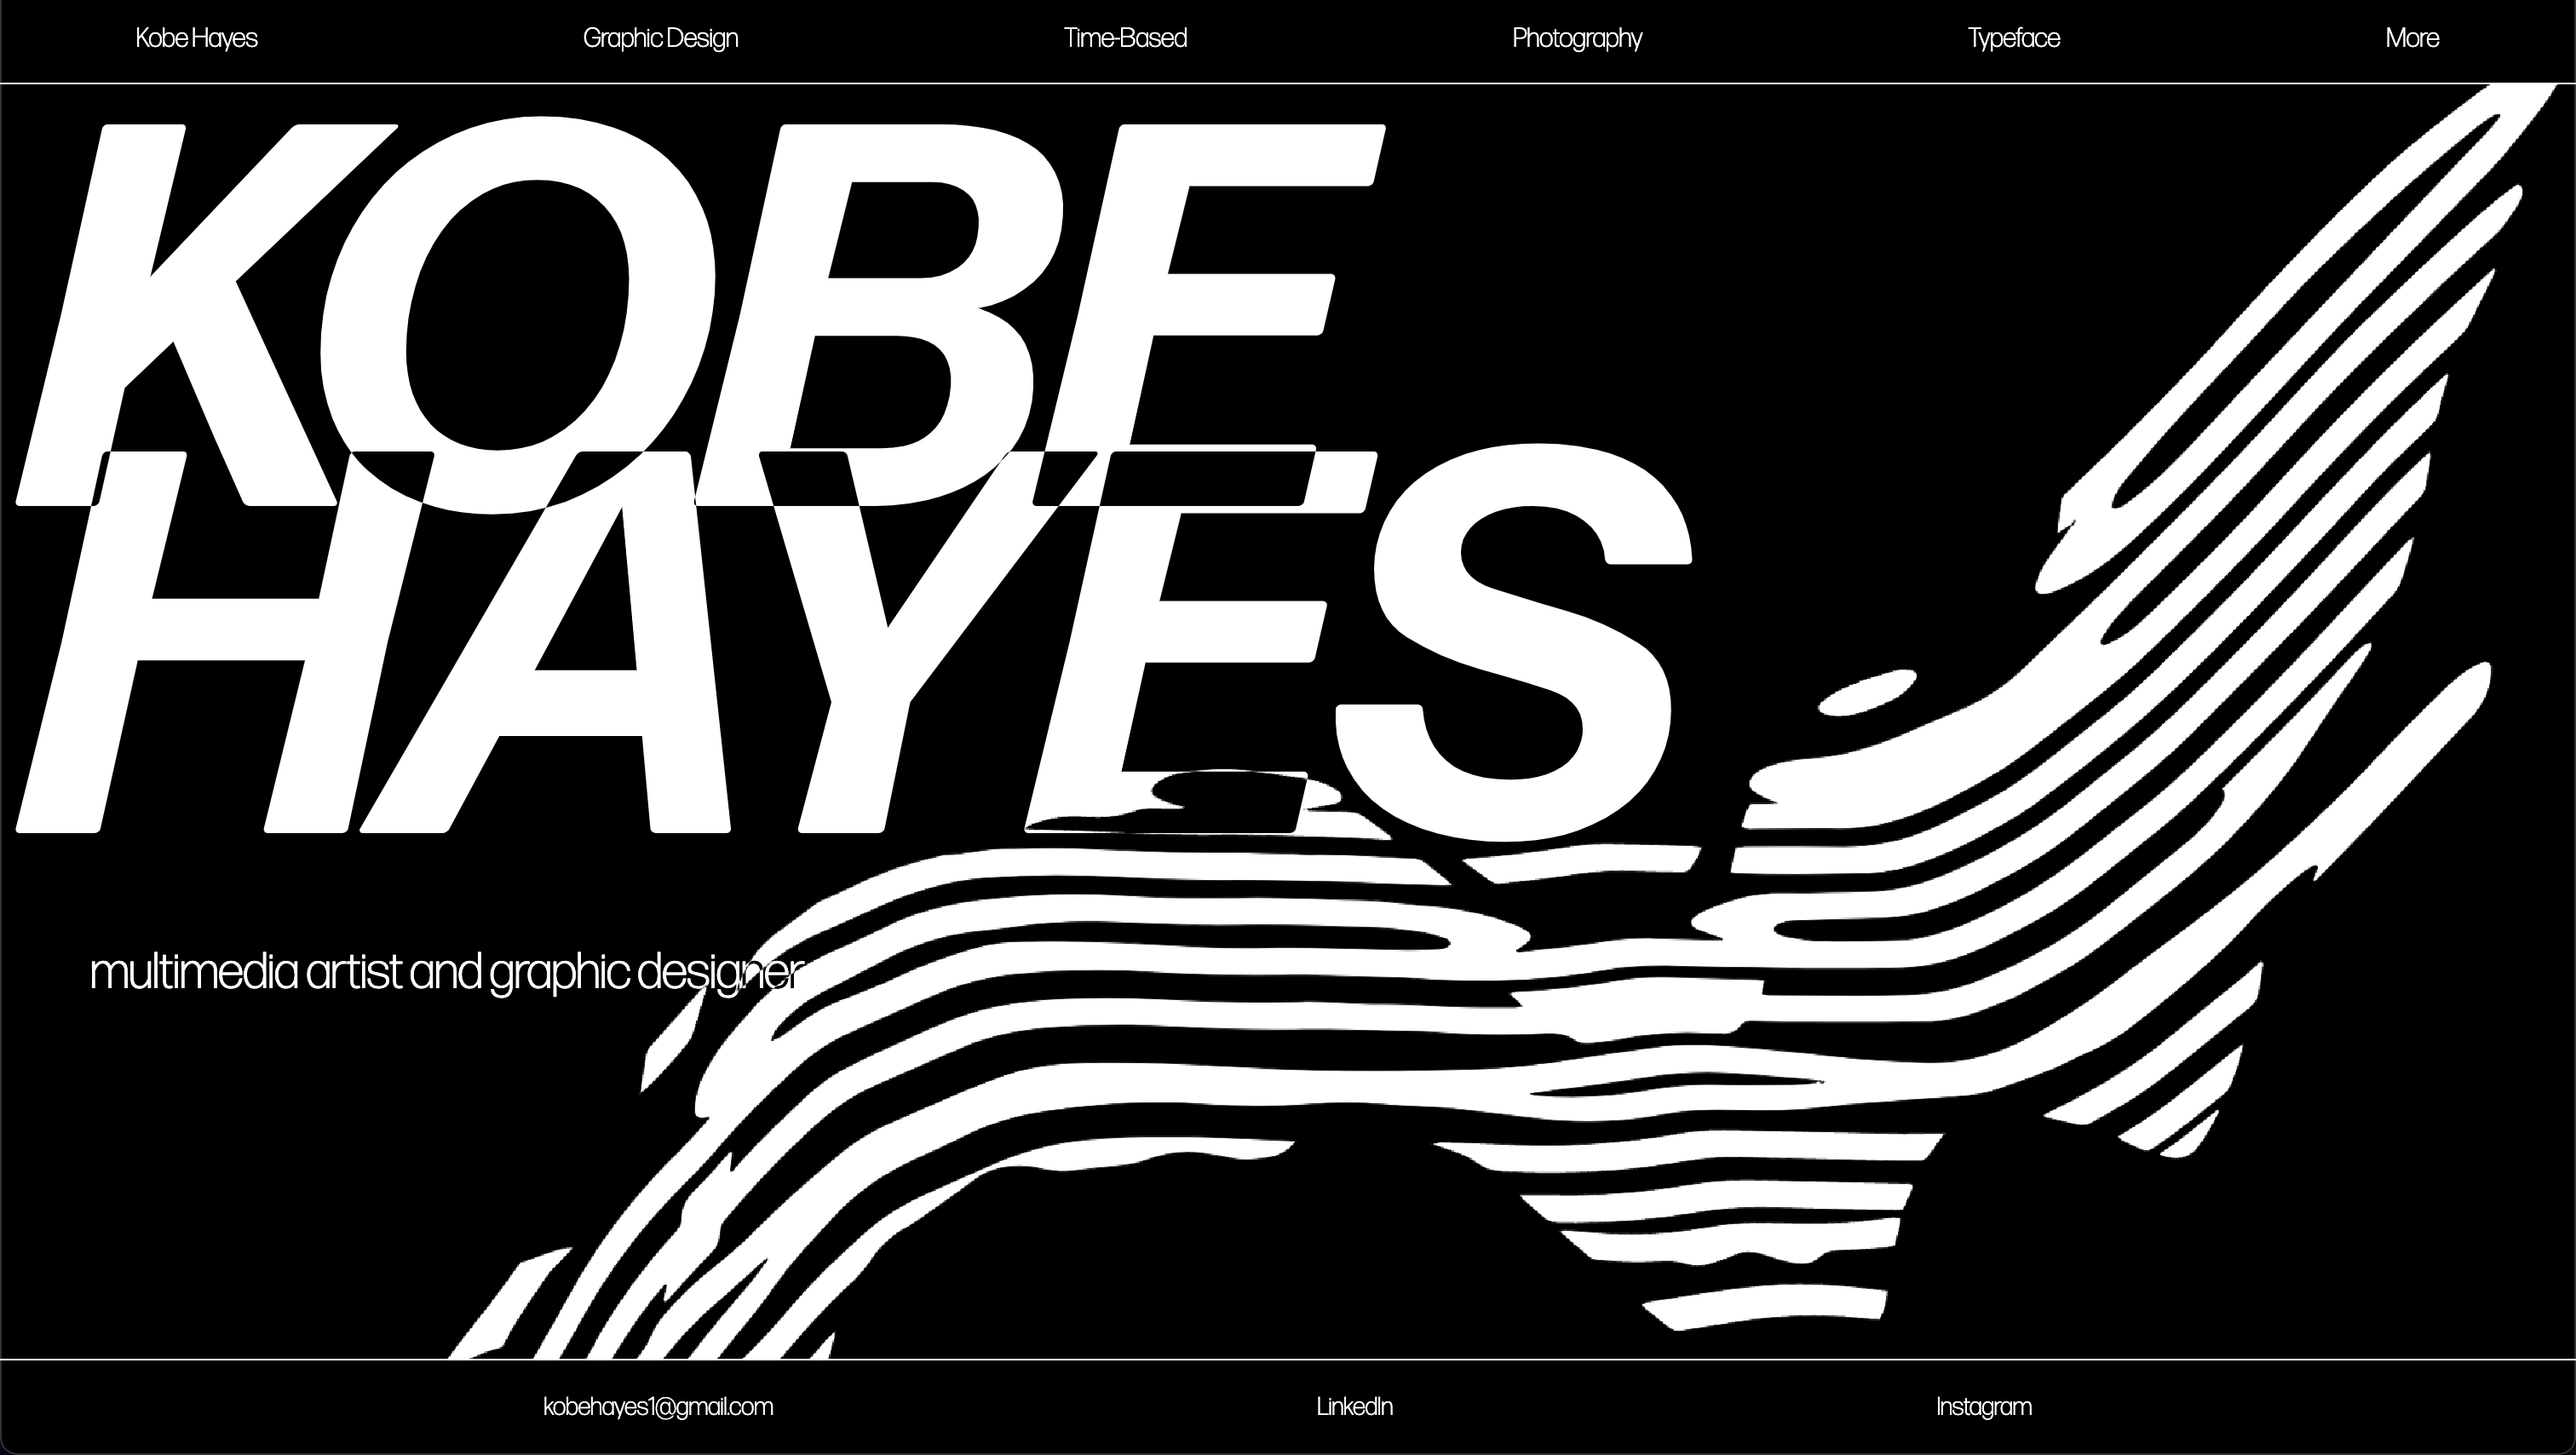 Kobe Hayes Graphic Design Time-Based Photography Typeface More
KOBE
HAYES
multimedia artist and graphic designer
kobehayes1@gmail.com LinkedIn Instagram